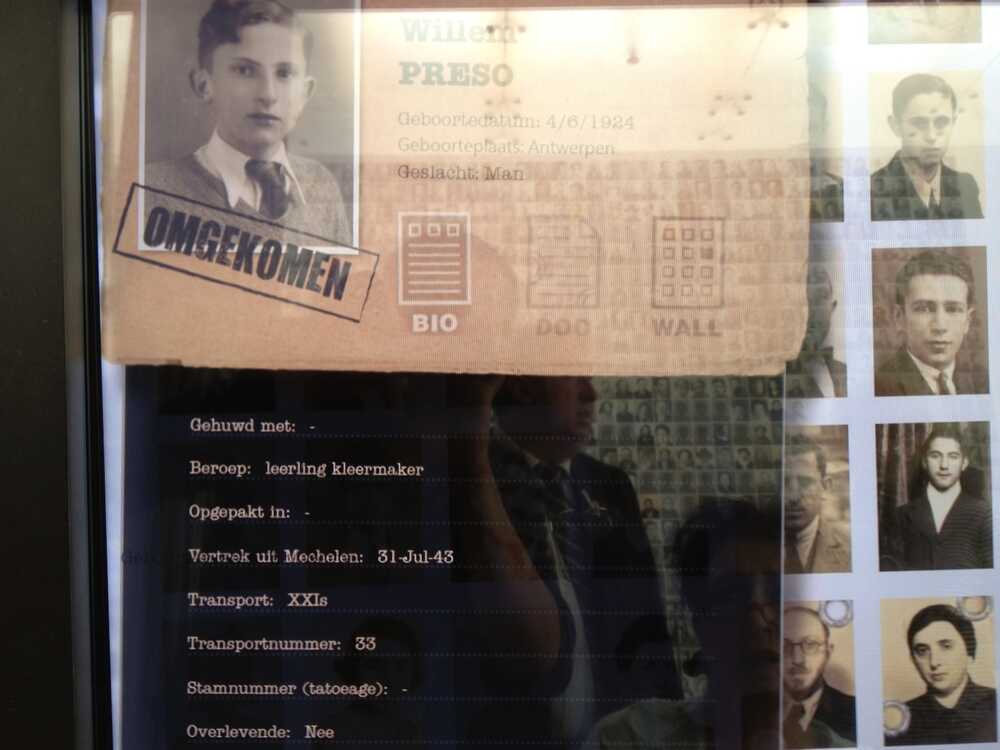 Willem
PRESO
Geboortedatum: 4/6/1924
Geboorteplaats: Antwerpen
Geslacht: Man
OMGEKOMEN
BIO DOC WALL
Gehuwd met: -
Beroep: leerling kleermaker
Opgepakt in: -
Vertrek uit Mechelen: 31-Jul-43
Transport: XXIs
Transportnummer: 33
Stamnummer (tatoeage): -
Overlevende: Nee